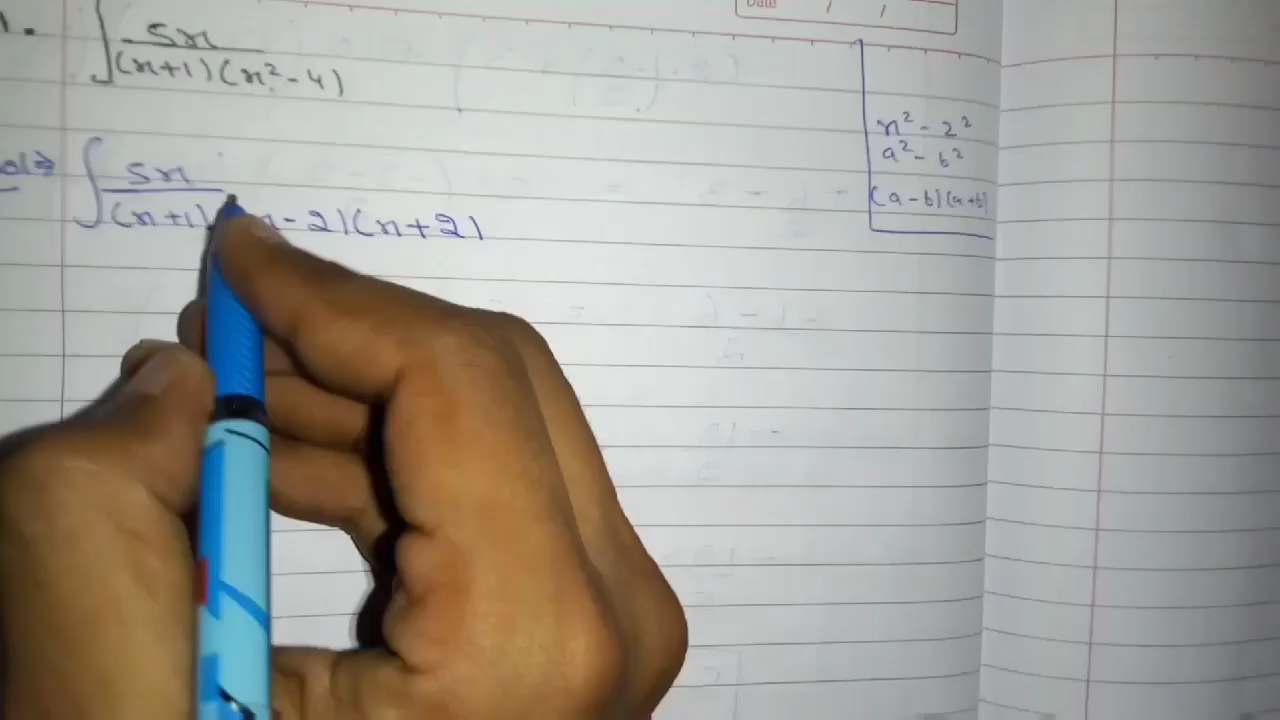 1.
∫ 5x
(x+1)(x² - 4)
x² - 2²
a² - b²
(a - b)(a + b)
Sol⇒ ∫ 5x
(x+1) x - 2)(x + 2)
Date / /